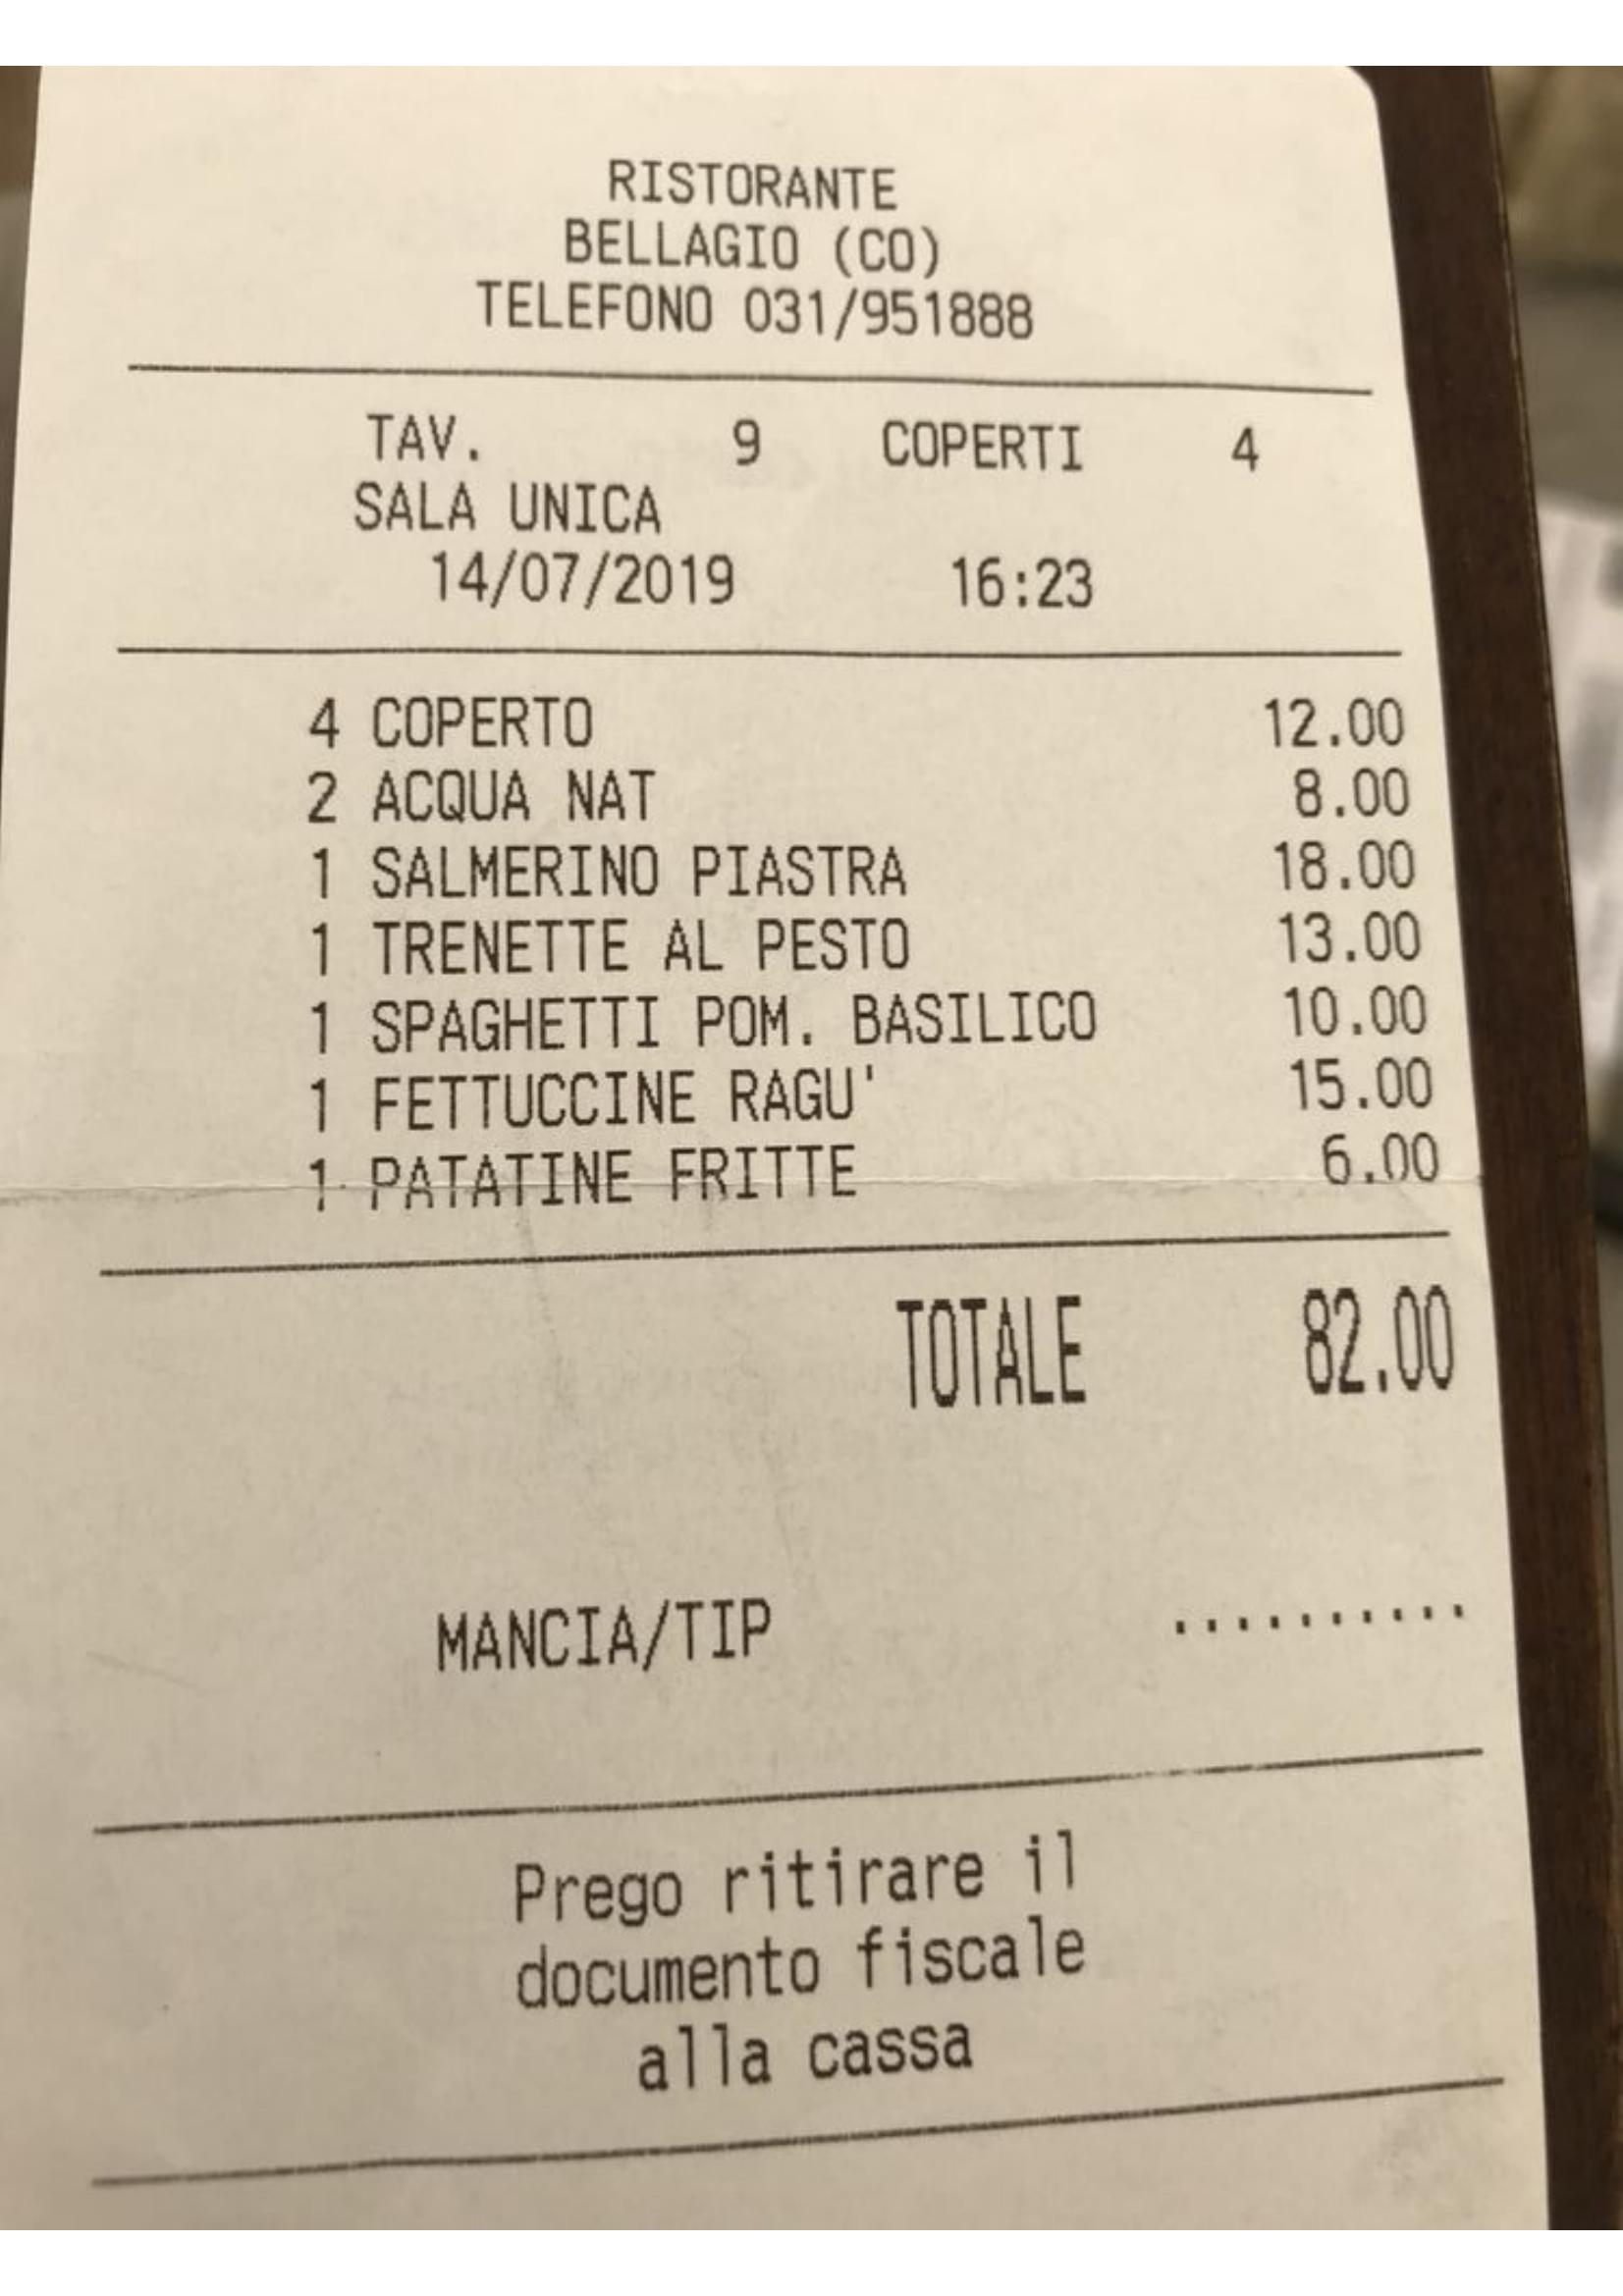 RISTORANTE
BELLAGIO (CO)
TELEFONO 031/951888
TAV. 9 COPERTI 4
SALA UNICA
14/07/2019 16:23
4 COPERTO 12.00
2 ACQUA NAT 8.00
1 SALMERINO PIASTRA 18.00
1 TRENETTE AL PESTO 13.00
1 SPAGHETTI POM. BASILICO 10.00
1 FETTUCCINE RAGU' 15.00
1 PATATINE FRITTE 6.00
TOTALE 82.00
MANCIA/TIP ..........
Prego ritirare il
documento fiscale
alla cassa